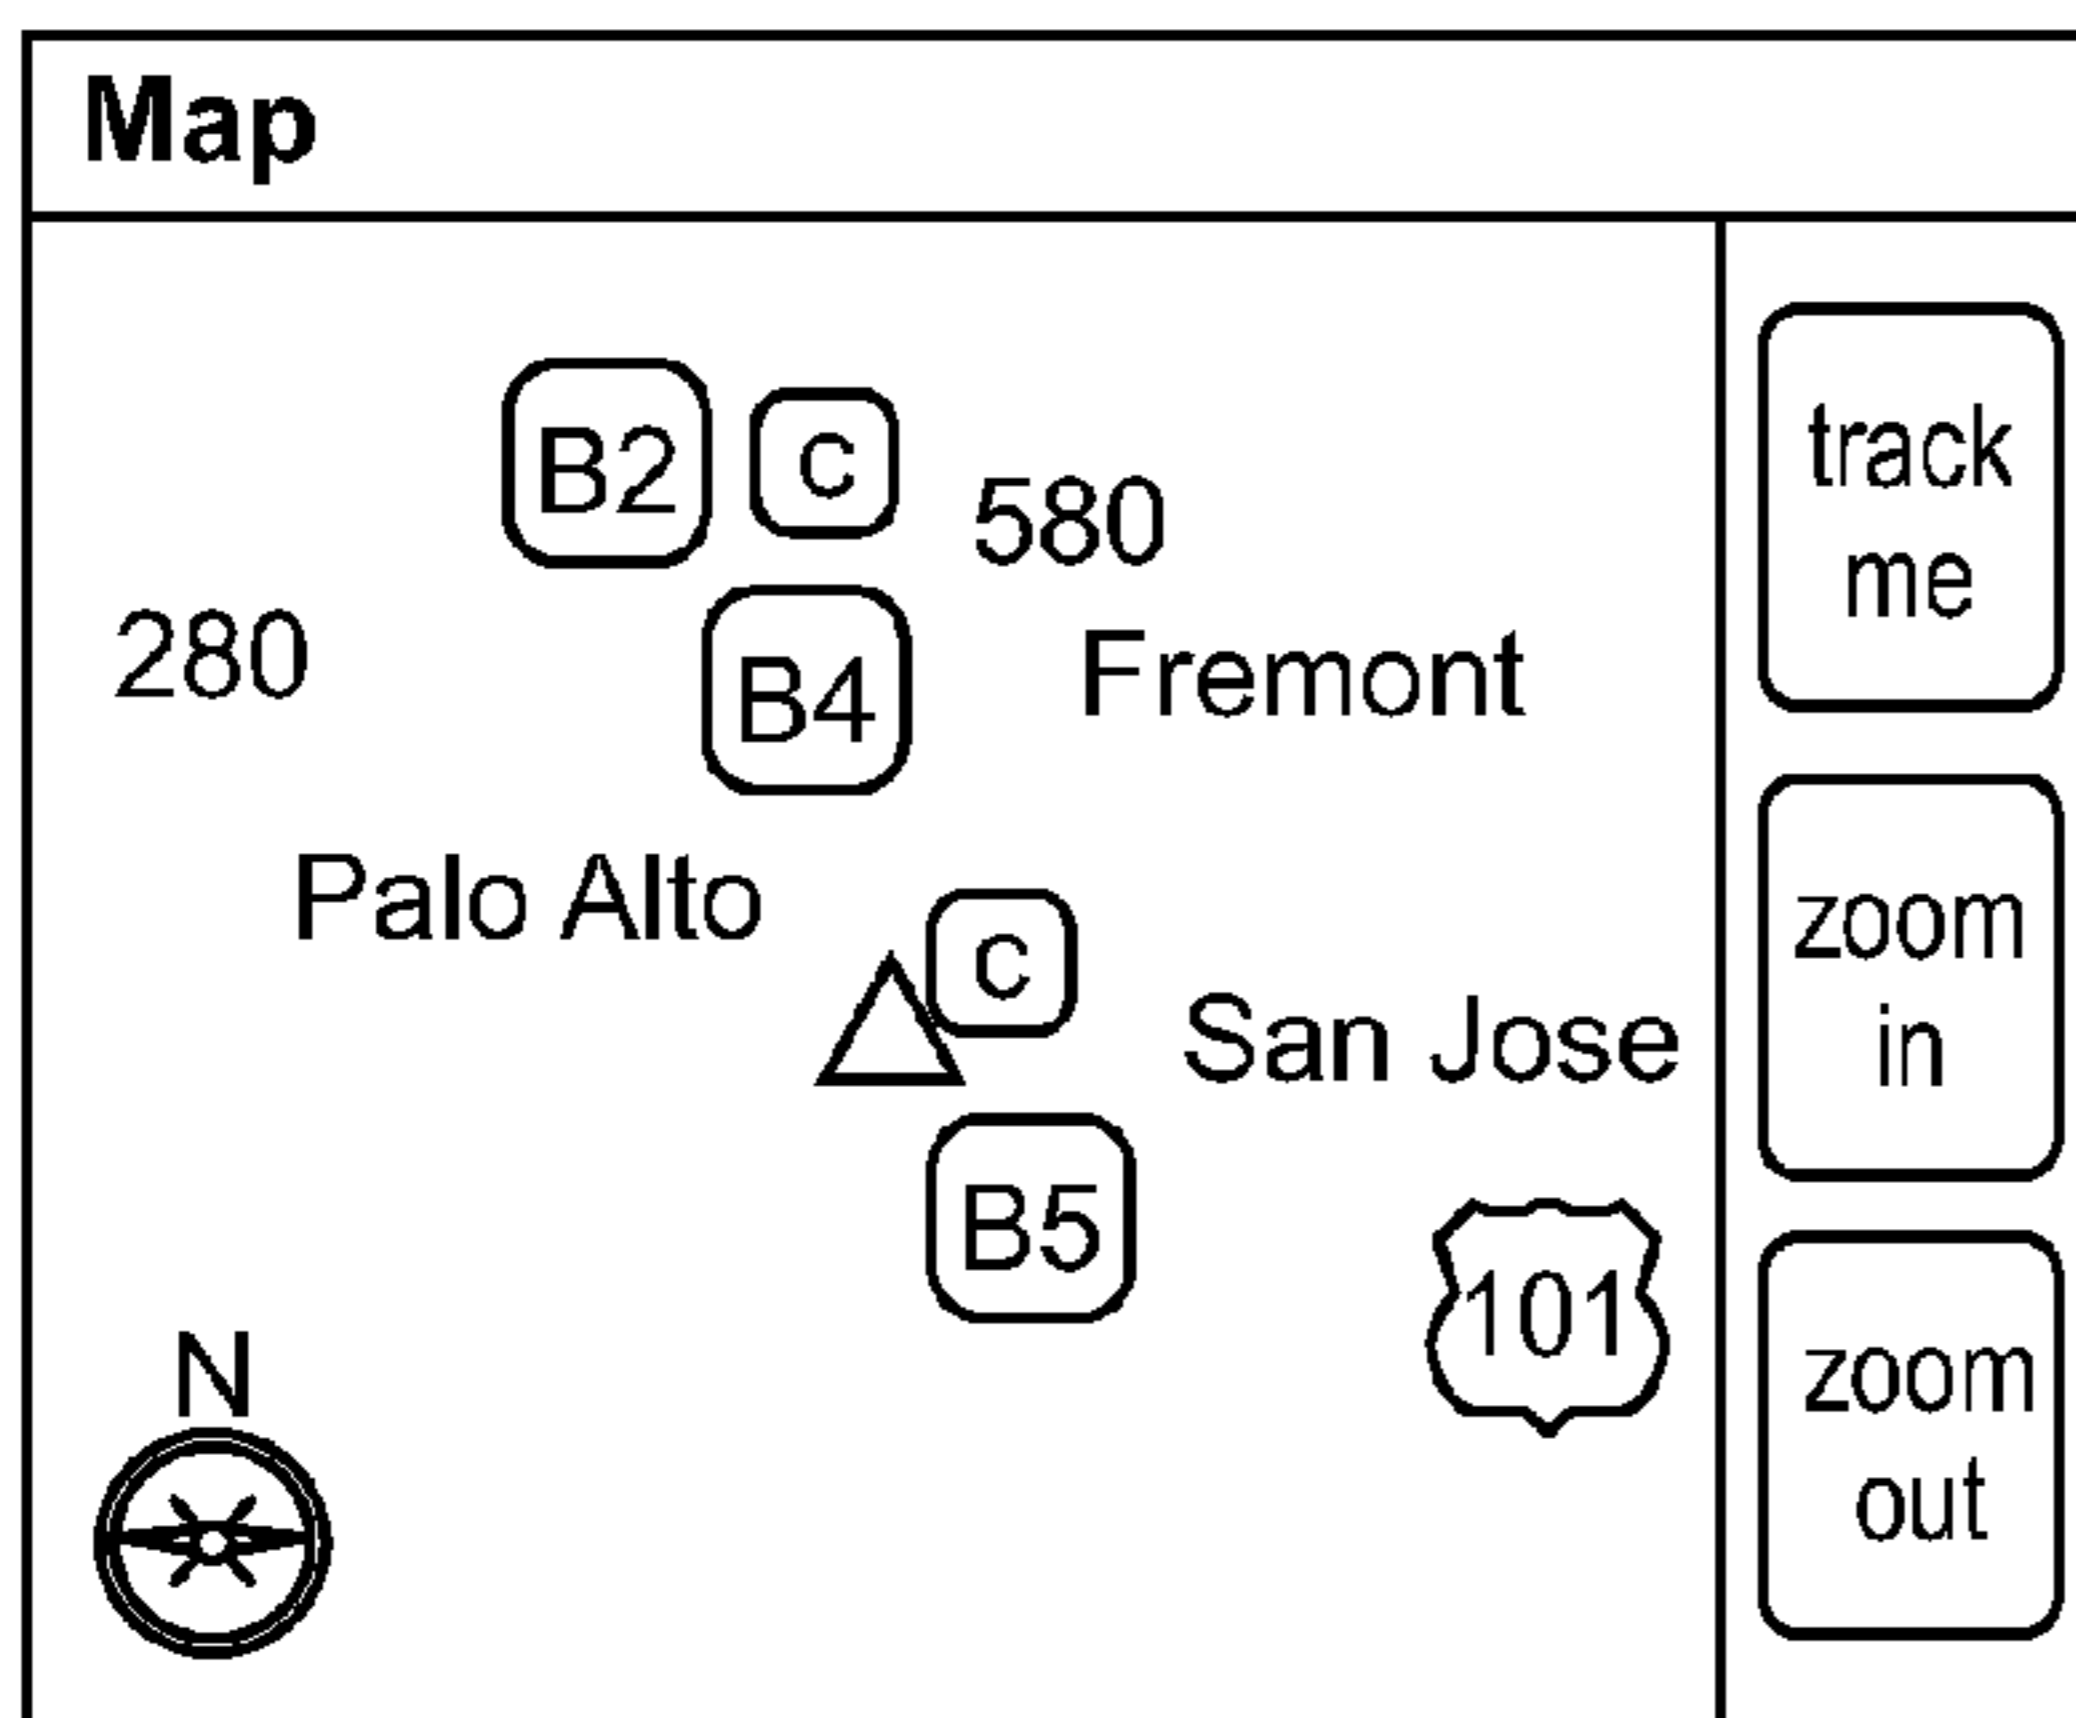 Map
B2
c
580
280
B4
Fremont
Palo Alto
c
San Jose
B5
101
N
track
me
zoom
in
zoom
out